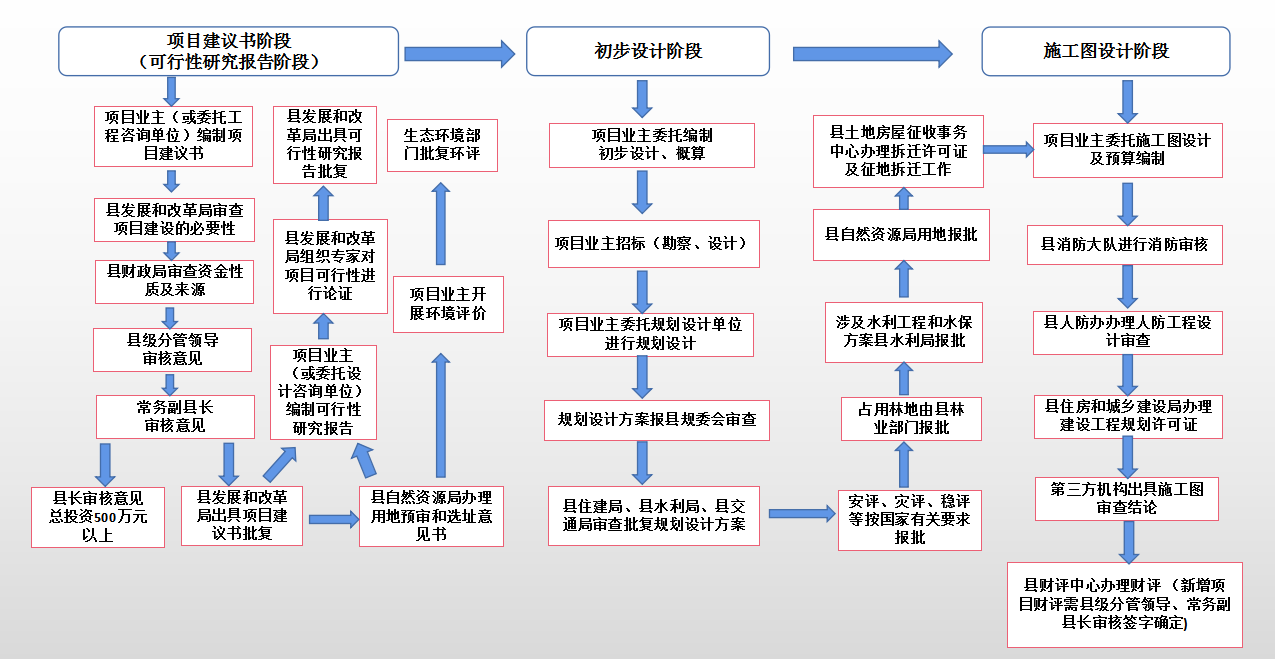 项目建议书阶段
（可行性研究报告阶段）
初步设计阶段
施工图设计阶段
项目业主（或委托工
程咨询单位）编制项
目建议书
县发展和改革局审查
项目建设的必要性
县财政局审查资金性
质及来源
县级分管领导
审核意见
常务副县长
审核意见
县长审核意见
总投资500万元
以上
县发展和改革
局出具项目建
议书批复
县发展和改
革局出具可
行性研究报
告批复
县发展和改革
局组织专家对
项目可行性进
行论证
项目业主
（或委托设
计咨询单位）
编制可行性
研究报告
生态环境部
门批复环评
项目业主开
展环境评价
县自然资源局办理
用地预审和选址意
见书
项目业主委托编制
初步设计、概算
项目业主招标（勘察、设计）
项目业主委托规划设计单位
进行规划设计
规划设计方案报县规委会审查
县住建局、县水利局、县交
通局审查批复规划设计方案
县土地房屋征收事务
中心办理拆迁许可证
及征地拆迁工作
县自然资源局用地报批
涉及水利工程和水保
方案县水利局报批
占用林地由县林
业部门报批
安评、灾评、稳评
等按国家有关要求
报批
项目业主委托施工图设计
及预算编制
县消防大队进行消防审核
县人防办办理人防工程设
计审查
县住房和城乡建设局办理
建设工程规划许可证
第三方机构出具施工图
审查结论
县财评中心办理财评（新增项
目财评需县级分管领导、常务副
县长审核签字确定)